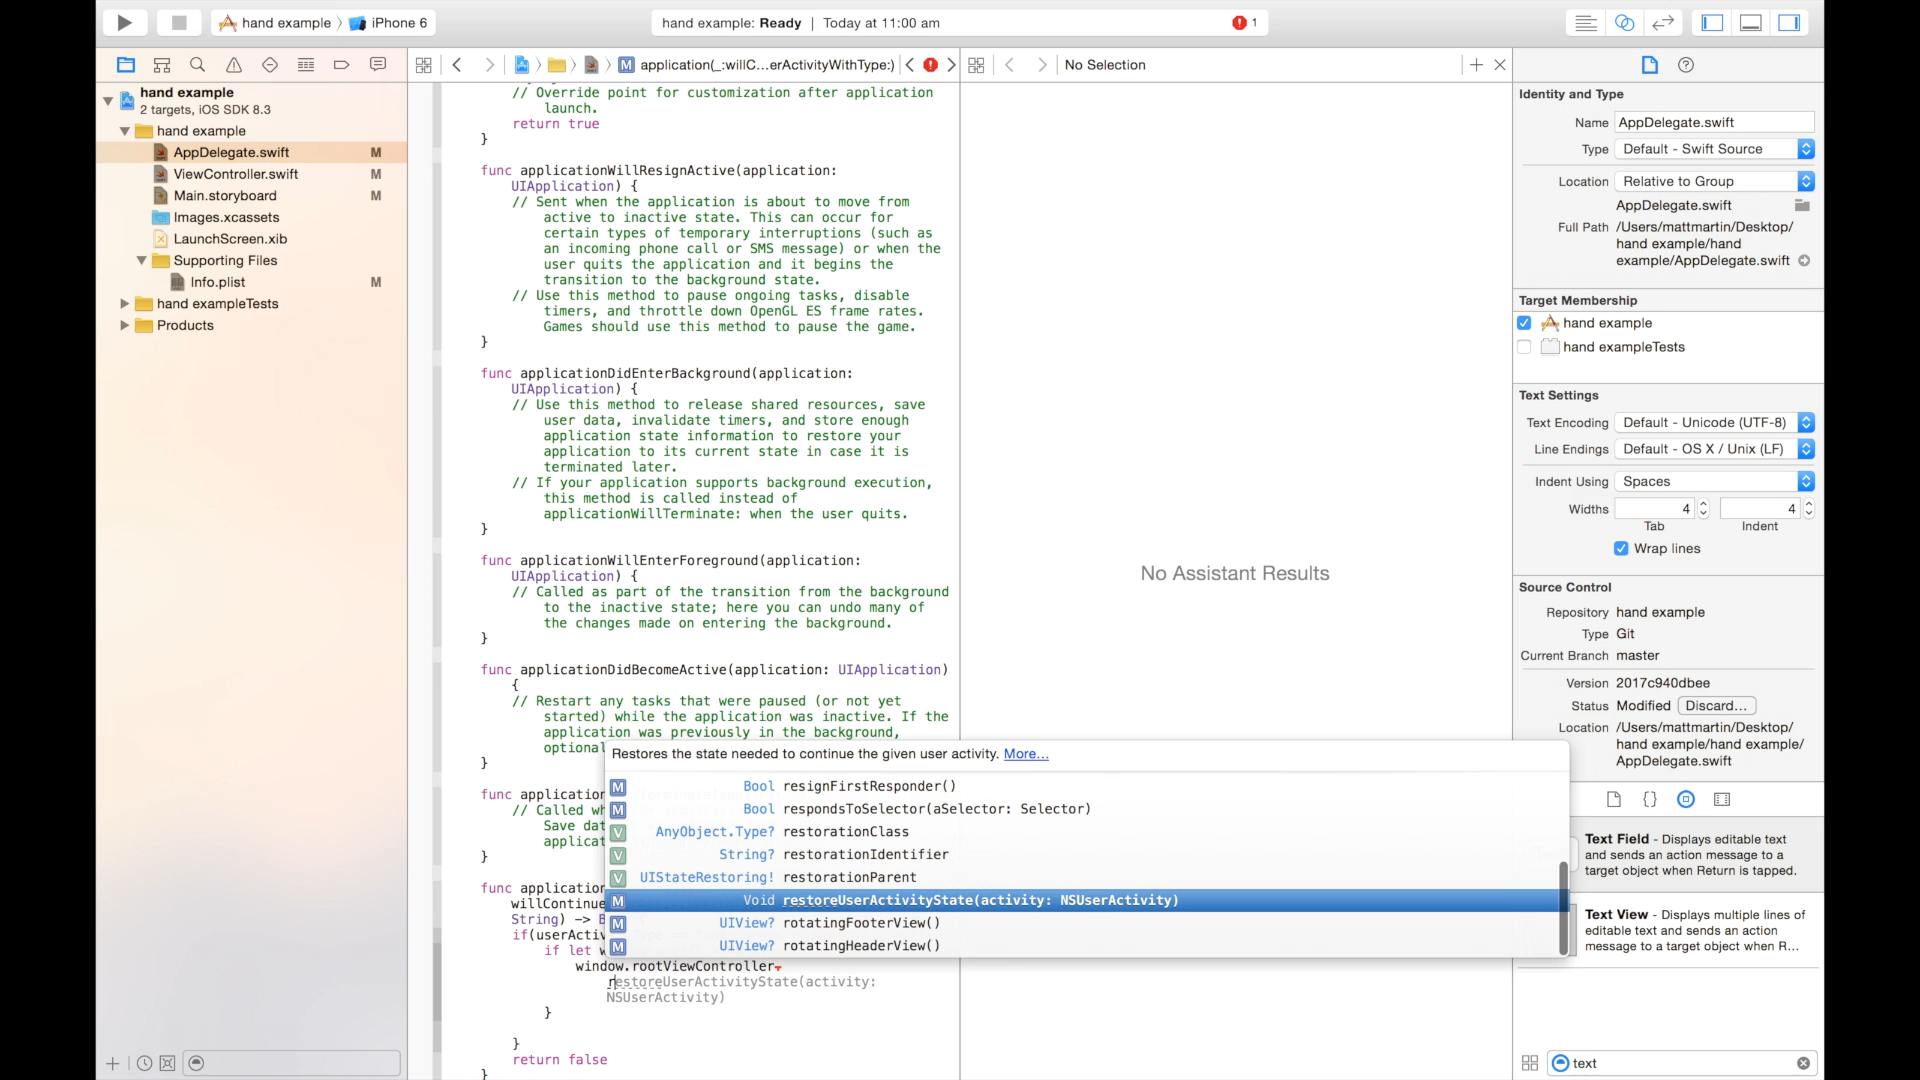 hand example
iPhone 6
hand example: Ready | Today at 11:00 am
1
application(_:willC...erActivityWithType:)
No Selection
hand example
2 targets, iOS SDK 8.3
hand example
AppDelegate.swift M
ViewController.swift M
Main.storyboard M
Images.xcassets
LaunchScreen.xib
Supporting Files
Info.plist M
hand exampleTests
Products
// Override point for customization after application
launch.
return true
}
func applicationWillResignActive(application:
UIApplication) {
// Sent when the application is about to move from
active to inactive state. This can occur for
certain types of temporary interruptions (such as
an incoming phone call or SMS message) or when the
user quits the application and it begins the
transition to the background state.
// Use this method to pause ongoing tasks, disable
timers, and throttle down OpenGL ES frame rates.
Games should use this method to pause the game.
}
func applicationDidEnterBackground(application:
UIApplication) {
// Use this method to release shared resources, save
user data, invalidate timers, and store enough
application state information to restore your
application to its current state in case it is
terminated later.
// If your application supports background execution,
this method is called instead of
applicationWillTerminate: when the user quits.
}
func applicationWillEnterForeground(application:
UIApplication) {
// Called as part of the transition from the background
to the inactive state; here you can undo many of
the changes made on entering the background.
}
func applicationDidBecomeActive(application: UIApplication)
{
// Restart any tasks that were paused (or not yet
started) while the application was inactive. If the
application was previously in the background,
optional
}
func application
// Called wh
Save dat
applicat
}
func application
willContinue
String) -> B
if(userActiv
if let w
window.rootViewController.
restoreUserActivityState(activity:
NSUserActivity)
}
}
return false
}
Restores the state needed to continue the given user activity. More...
M Bool resignFirstResponder()
M Bool respondsToSelector(aSelector: Selector)
V AnyObject.Type? restorationClass
V String? restorationIdentifier
V UIStateRestoring! restorationParent
M Void restoreUserActivityState(activity: NSUserActivity)
M UIView? rotatingFooterView()
M UIView? rotatingHeaderView()
No Assistant Results
Identity and Type
Name AppDelegate.swift
Type Default - Swift Source
Location Relative to Group
AppDelegate.swift
Full Path /Users/mattmartin/Desktop/
hand example/hand
example/AppDelegate.swift
Target Membership
hand example
hand exampleTests
Text Settings
Text Encoding Default - Unicode (UTF-8)
Line Endings Default - OS X / Unix (LF)
Indent Using Spaces
Widths 4 4
Tab Indent
Wrap lines
Source Control
Repository hand example
Type Git
Current Branch master
Version 2017c940dbee
Status Modified Discard...
Location /Users/mattmartin/Desktop/
hand example/hand example/
AppDelegate.swift
Text Field - Displays editable text
and sends an action message to a
target object when Return is tapped.
Text View - Displays multiple lines of
editable text and sends an action
message to a target object when R...
text